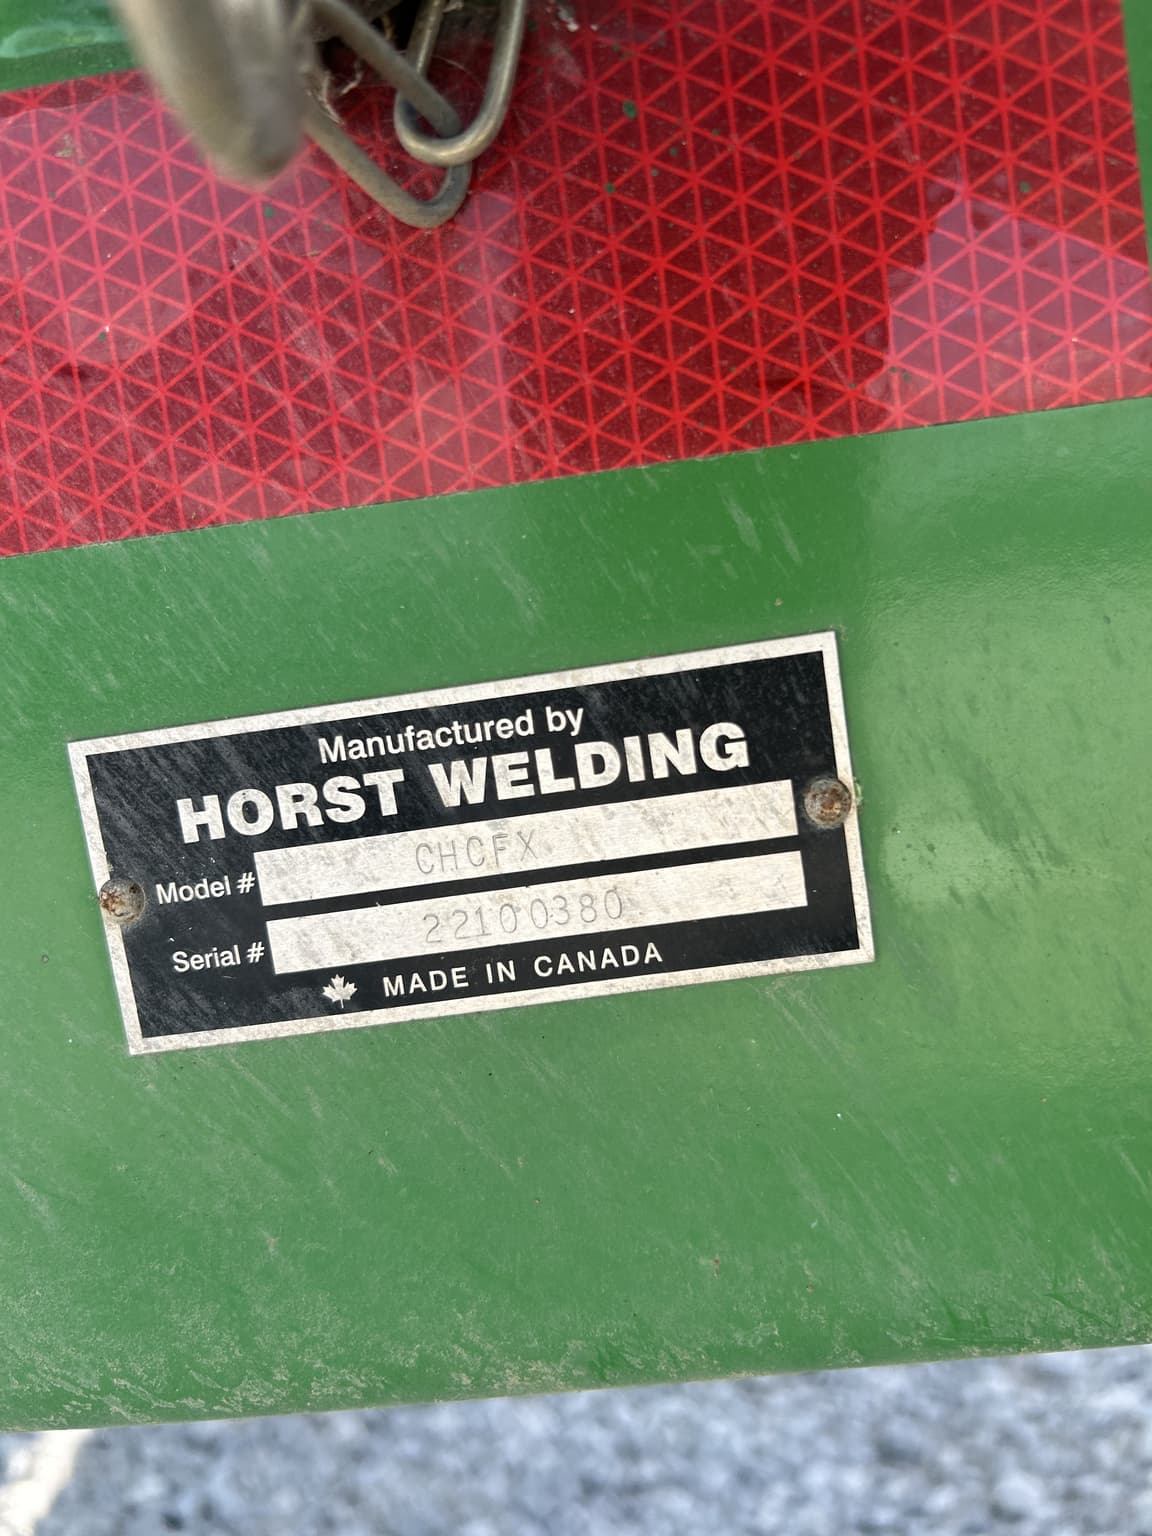 Manufactured by
HORST WELDING
Model # CHCFX
Serial # 22100380
MADE IN CANADA